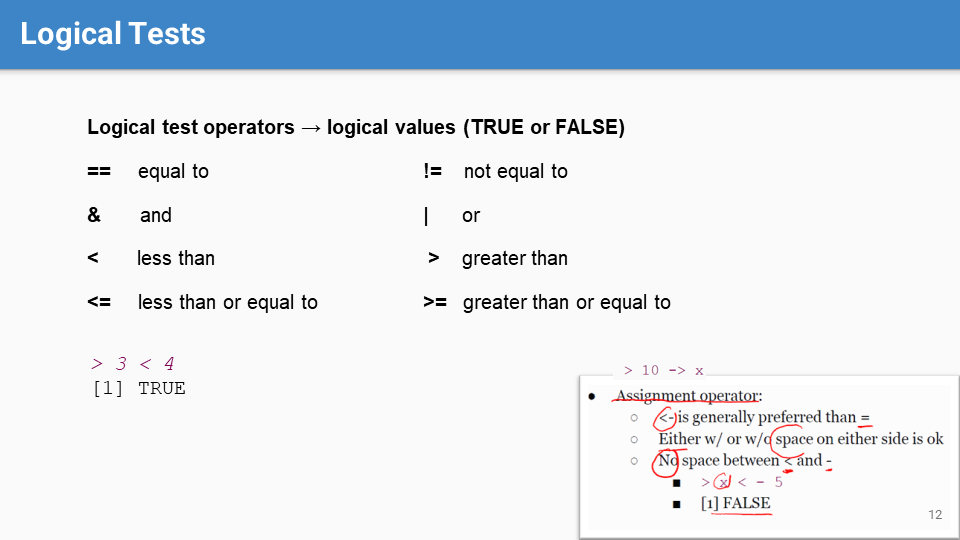 Logical Tests
Logical test operators → logical values (TRUE or FALSE)
== equal to != not equal to
& and | or
< less than > greater than
<= less than or equal to >= greater than or equal to
> 3 < 4
[1] TRUE
> 10 -> x
● Assignment operator:
○ <- is generally preferred than =
○ Either w/ or w/o space on either side is ok
○ No space between < and -
■ > x < - 5
■ [1] FALSE
12